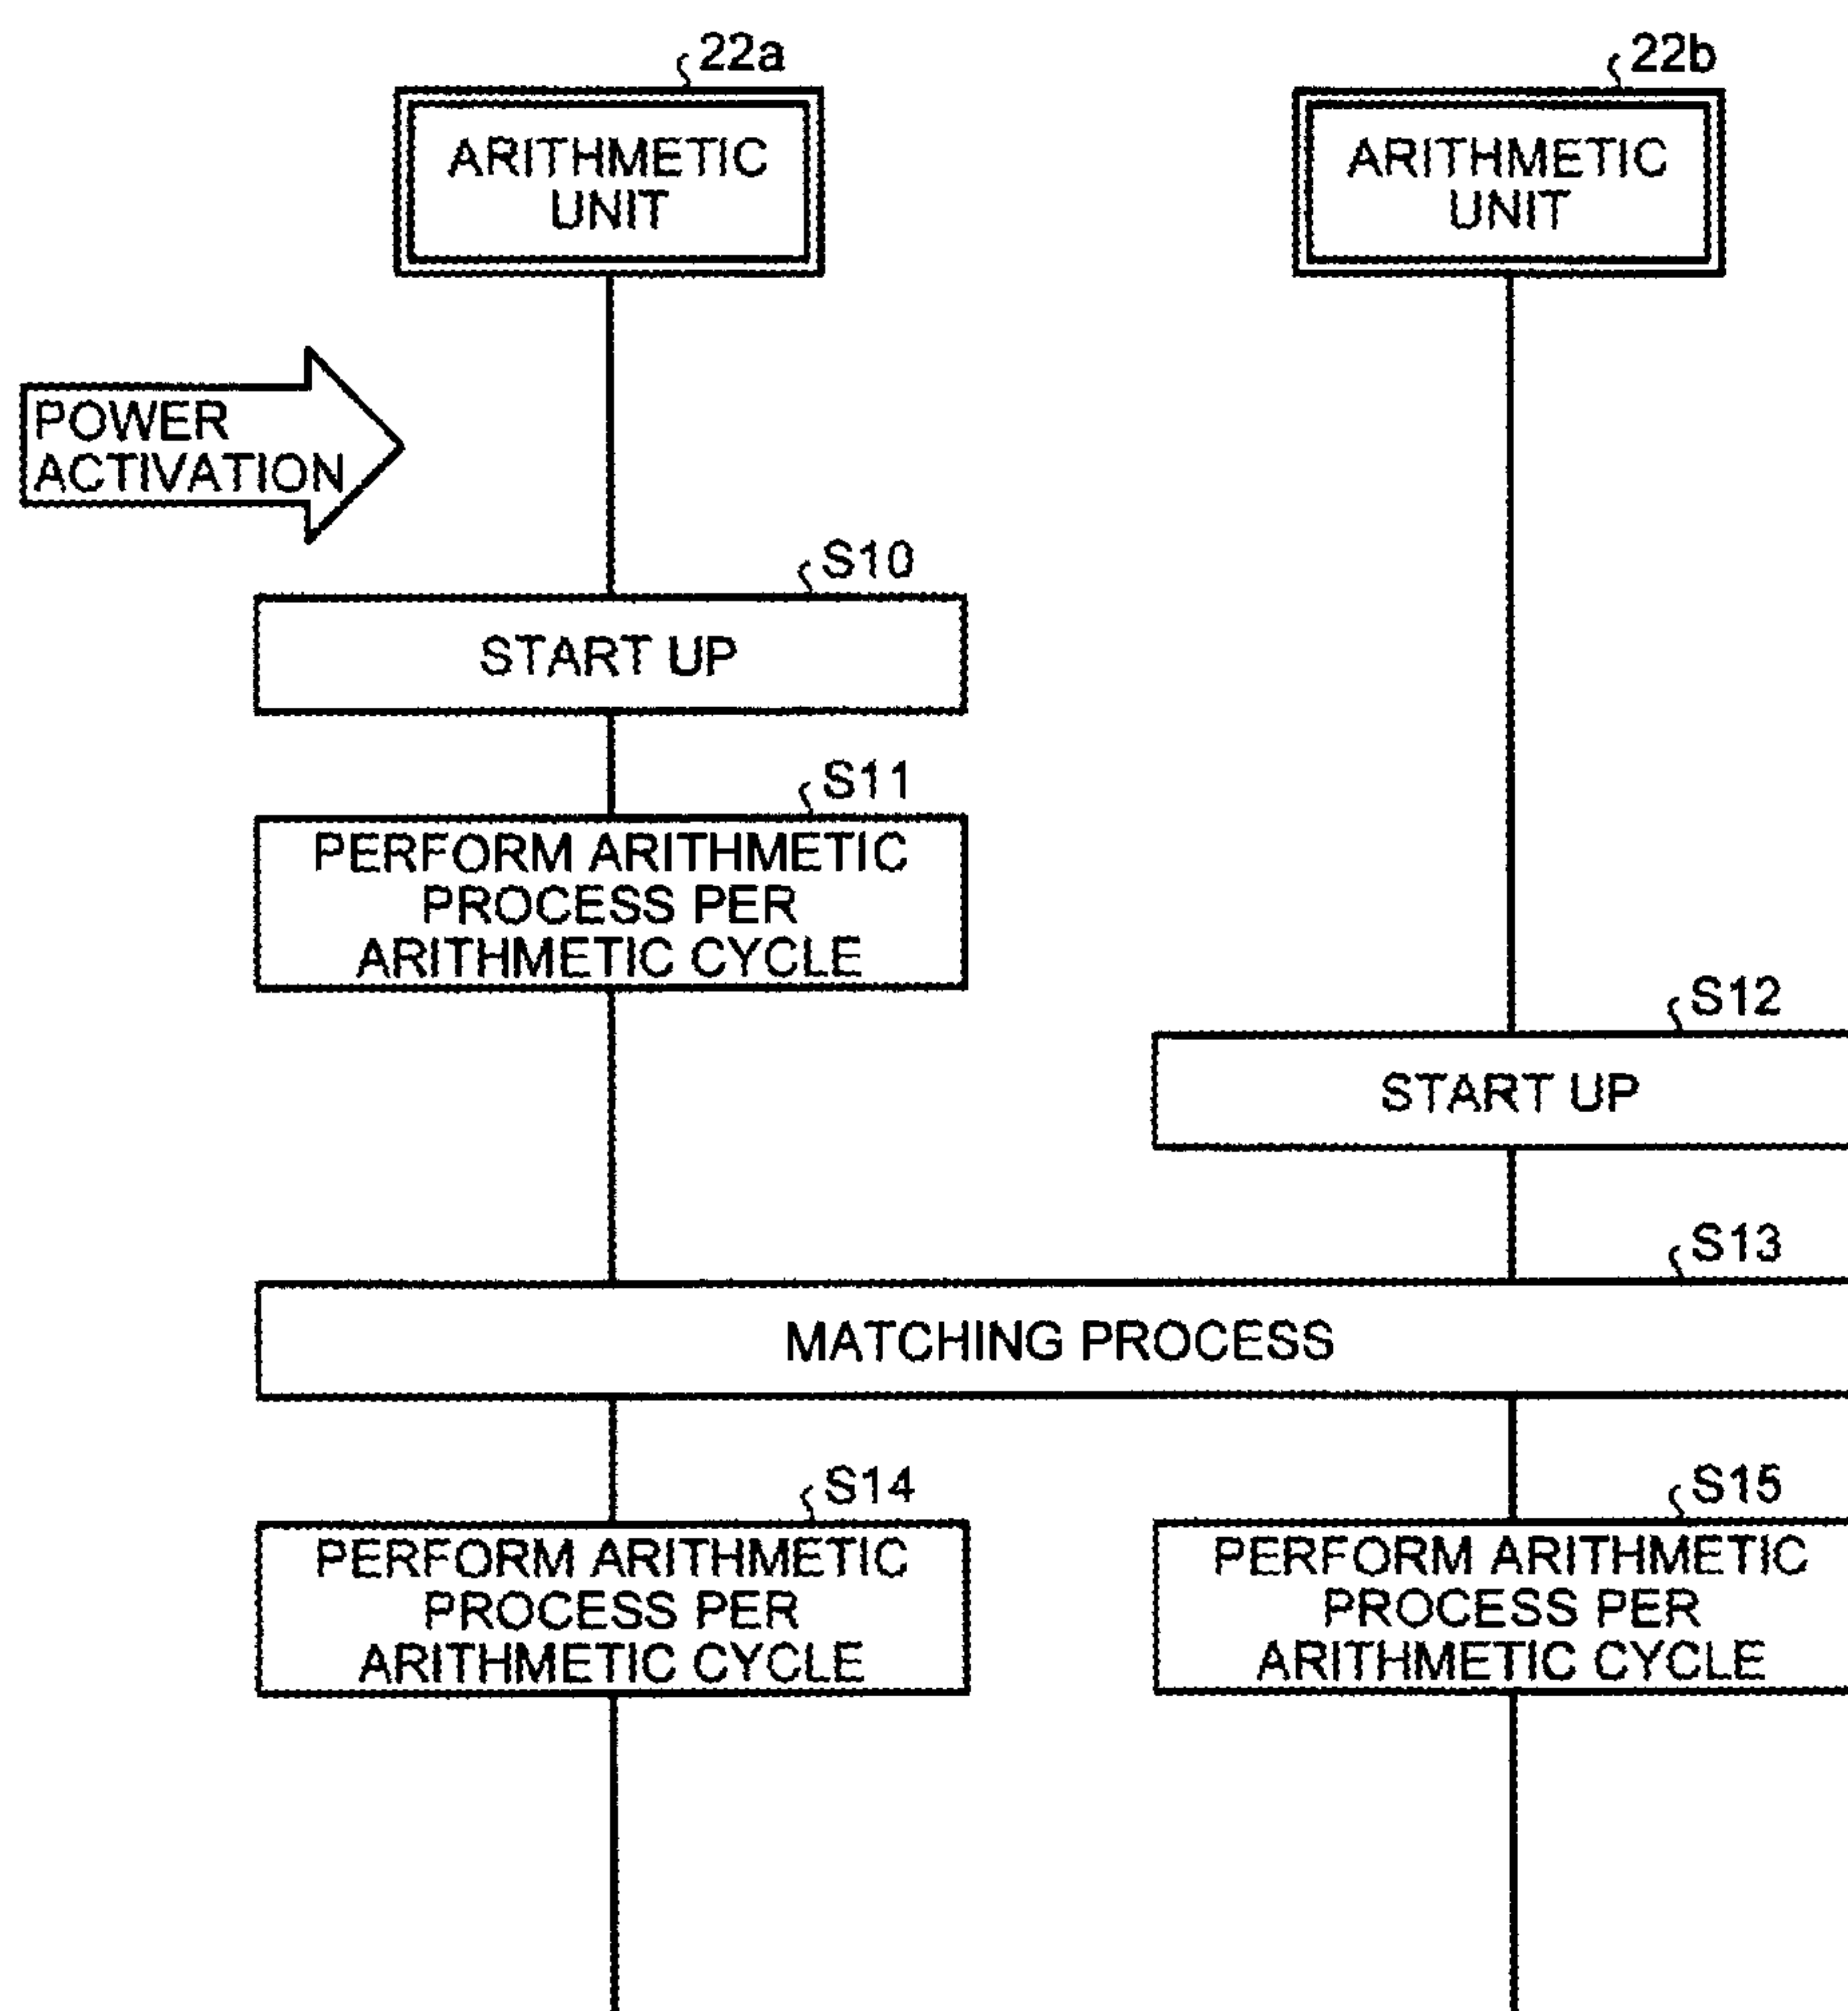 22a
22b
ARITHMETIC
UNIT
ARITHMETIC
UNIT
POWER
ACTIVATION
S10
START UP
S11
PERFORM ARITHMETIC
PROCESS PER
ARITHMETIC CYCLE
S12
START UP
S13
MATCHING PROCESS
S14
PERFORM ARITHMETIC
PROCESS PER
ARITHMETIC CYCLE
S15
PERFORM ARITHMETIC
PROCESS PER
ARITHMETIC CYCLE